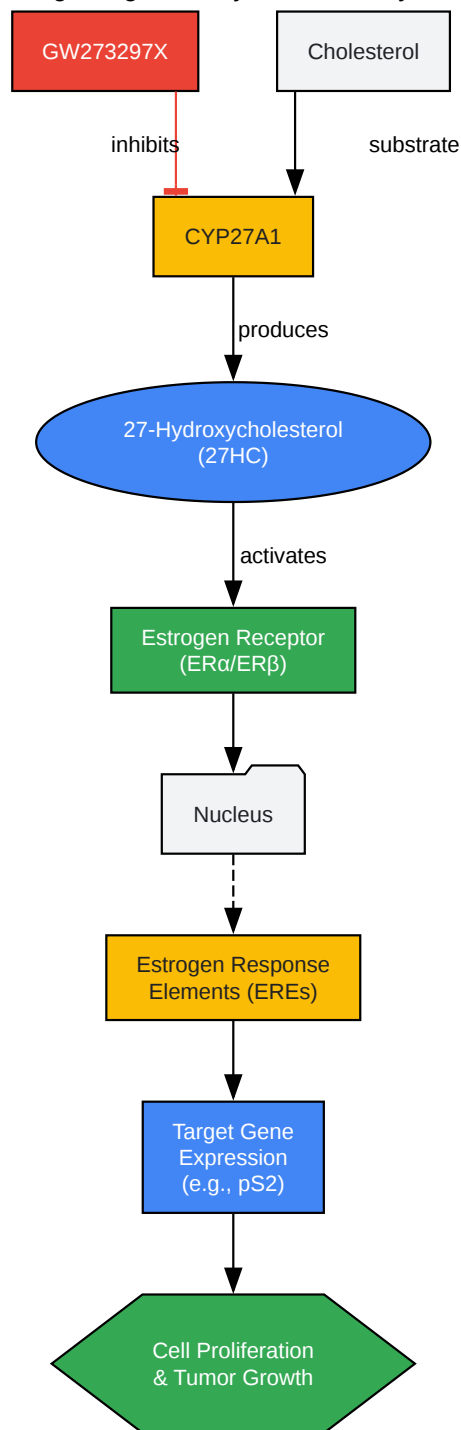 GW273297X
Cholesterol
inhibits
substrate
CYP27A1
produces
27-Hydroxycholesterol
(27HC)
activates
Estrogen Receptor
(ERα/ERβ)
Nucleus
Estrogen Response
Elements (EREs)
Target Gene
Expression
(e.g., pS2)
Cell Proliferation
& Tumor Growth